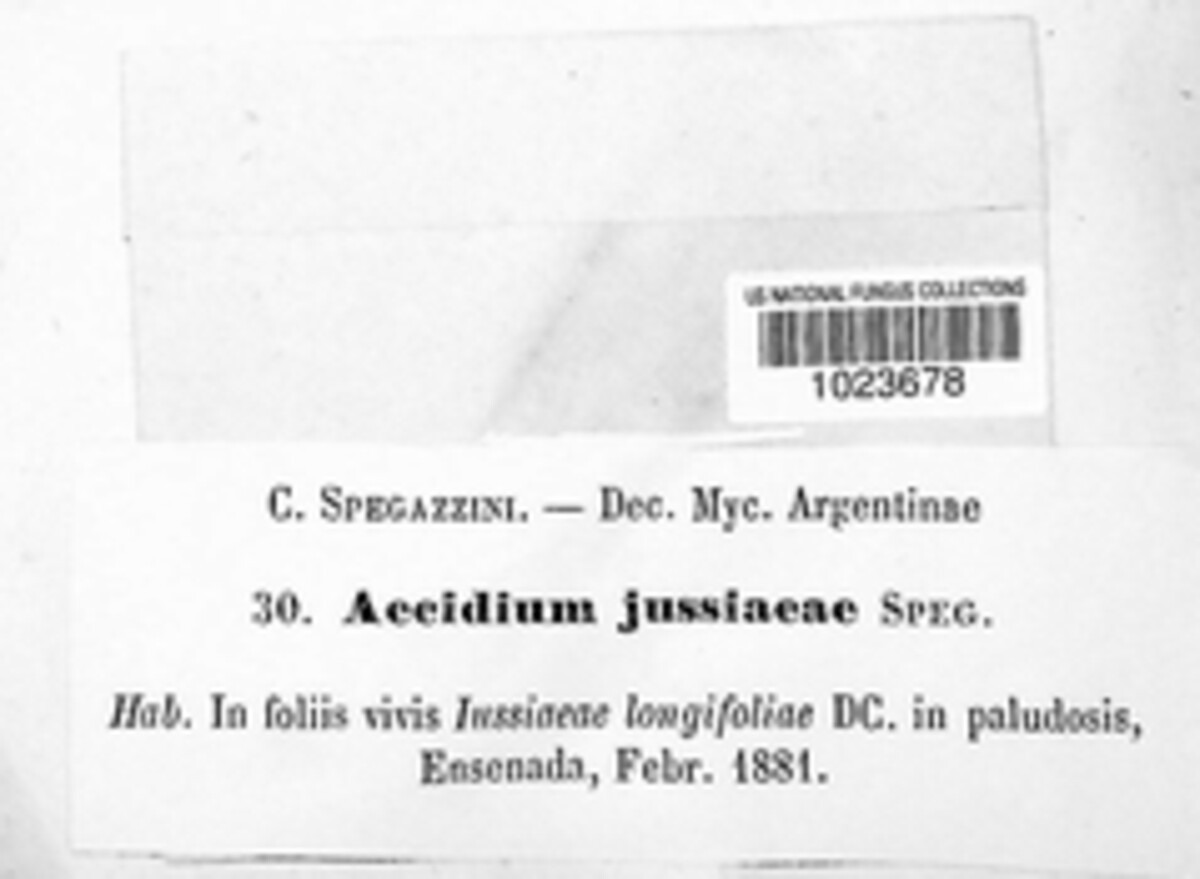 US NATIONAL FUNGUS COLLECTIONS
1023678
C. SPEGAZZINI. — Dec. Myc. Argentinae
30. Aecidium jussiaeae SPEG.
Hab. In foliis vivis Iussiaeae longifoliae DC. in paludosis,
Ensenada, Febr. 1881.